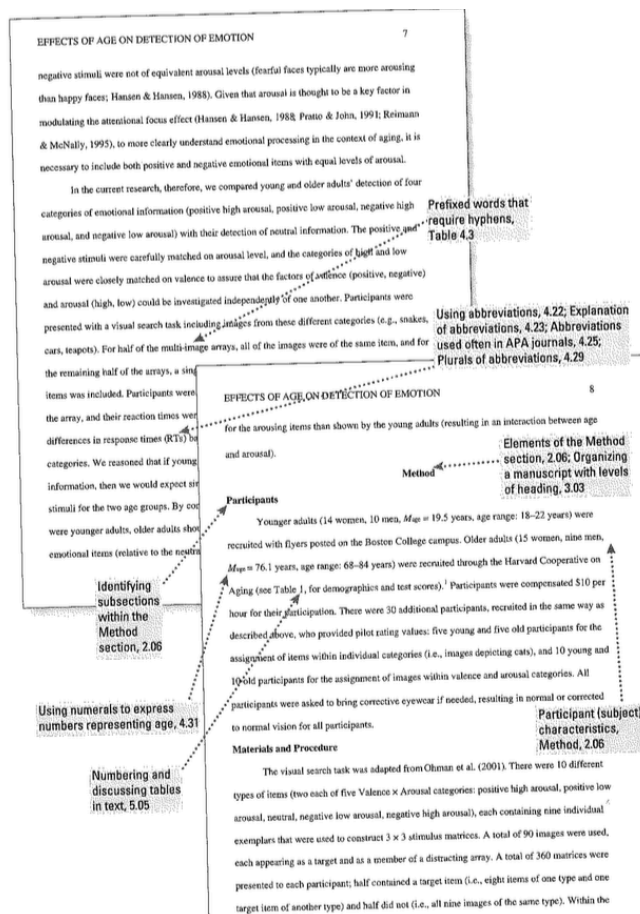 EFFECTS OF AGE ON DETECTION OF EMOTION 7
negative stimuli were not of equivalent arousal levels (fearful faces typically are more arousing
than happy faces; Hansen & Hansen, 1988). Given that arousal is thought to be a key factor in
modulating the attentional focus effect (Hansen & Hansen, 1988; Pratto & John, 1991; Reimann
& McNally, 1995), to more clearly understand emotional processing in the context of aging, it is
necessary to include both positive and negative emotional items with equal levels of arousal.
In the current research, therefore, we compared young and older adults' detection of four
categories of emotional information (positive high arousal, positive low arousal, negative high
arousal, and negative low arousal) with their detection of neutral information. The positive and
negative stimuli were carefully matched on arousal level, and the categories of high and low
arousal were closely matched on valence to assure that the factors of valence (positive, negative)
and arousal (high, low) could be investigated independently of one another. Participants were
presented with a visual search task including images from these different categories (e.g., snakes,
cars, teapots). For half of the multi-image arrays, all of the images were of the same item, and for
the remaining half of the arrays, a sing
items was included. Participants were
the array, and their reaction times wer
differences in response times (RTs) ba
categories. We reasoned that if young
information, then we would expect sir
stimuli for the two age groups. By con
were younger adults, older adults sho
emotional items (relative to the neutra
Prefixed words that
require hyphens,
Table 4.3
Using abbreviations, 4.22; Explanation
of abbreviations, 4.23; Abbreviations
used often in APA journals, 4.25;
Plurals of abbreviations, 4.29
EFFECTS OF AGE ON DETECTION OF EMOTION 8
for the arousing items than shown by the young adults (resulting in an interaction between age
and arousal).
Method
Elements of the Method
section, 2.06; Organizing
a manuscript with levels
of heading, 3.03
Participants
Younger adults (14 women, 10 men, Mage = 19.5 years, age range: 18–22 years) were
recruited with flyers posted on the Boston College campus. Older adults (15 women, nine men,
Mage = 76.1 years, age range: 68–84 years) were recruited through the Harvard Cooperative on
Aging (see Table 1, for demographics and test scores).1 Participants were compensated $10 per
hour for their participation. There were 30 additional participants, recruited in the same way as
described above, who provided pilot rating values: five young and five old participants for the
assignment of items within individual categories (i.e., images depicting cats), and 10 young and
10 old participants for the assignment of images within valence and arousal categories. All
participants were asked to bring corrective eyewear if needed, resulting in normal or corrected
to normal vision for all participants.
Identifying
subsections
within the
Method
section, 2.06
Using numerals to express
numbers representing age, 4.31
Numbering and
discussing tables
in text, 5.05
Participant (subject)
characteristics,
Method, 2.06
Materials and Procedure
The visual search task was adapted from Ohman et al. (2001). There were 10 different
types of items (two each of five Valence × Arousal categories: positive high arousal, positive low
arousal, neutral, negative low arousal, negative high arousal), each containing nine individual
exemplars that were used to construct 3 × 3 stimulus matrices. A total of 90 images were used,
each appearing as a target and as a member of a distracting array. A total of 360 matrices were
presented to each participant; half contained a target item (i.e., eight items of one type and one
target item of another type) and half did not (i.e., all nine images of the same type). Within the